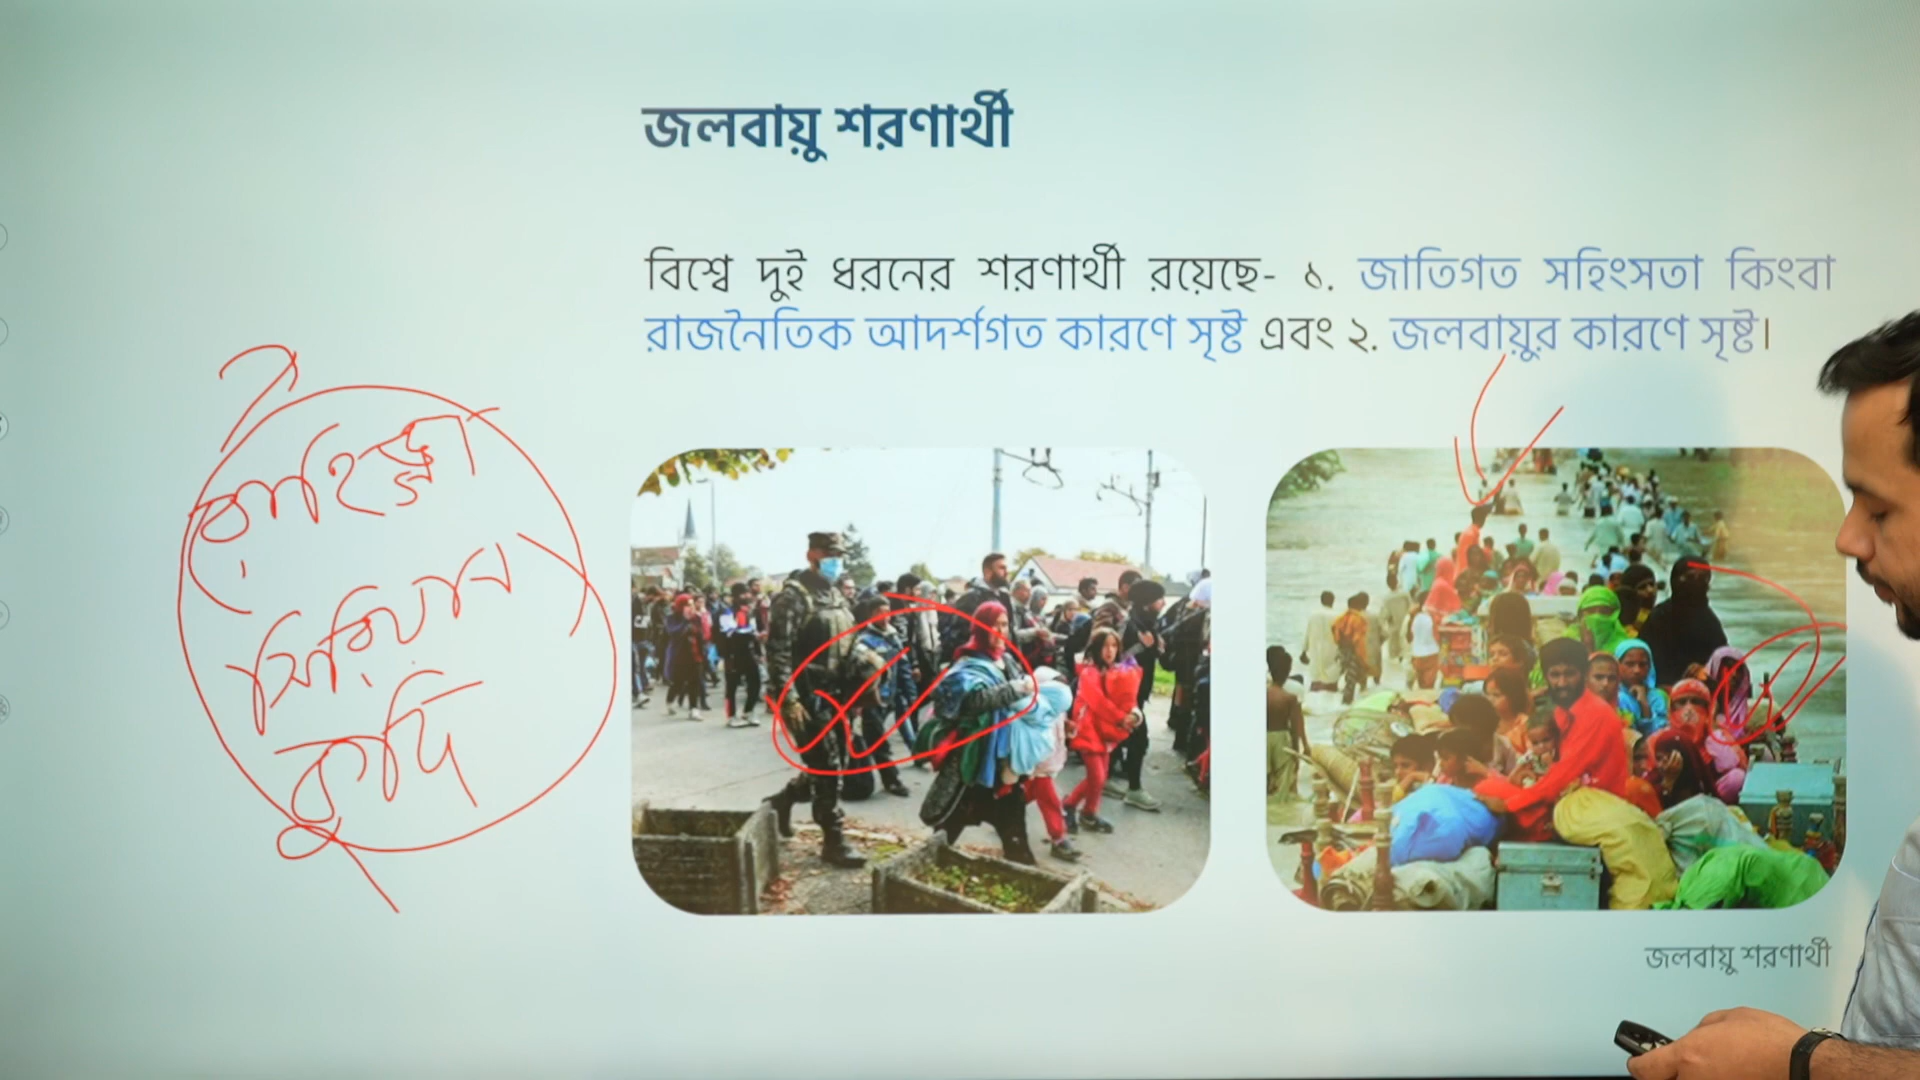 জলবায়ু শরণার্থী
বিশ্বে দুই ধরনের শরণার্থী রয়েছে- ১. জাতিগত সহিংসতা কিংবা
রাজনৈতিক আদর্শগত কারণে সৃষ্ট এবং ২. জলবায়ুর কারণে সৃষ্ট।
রোহিঙ্গা
সিরিয়ান
কুর্দি
জলবায়ু শরণার্থী